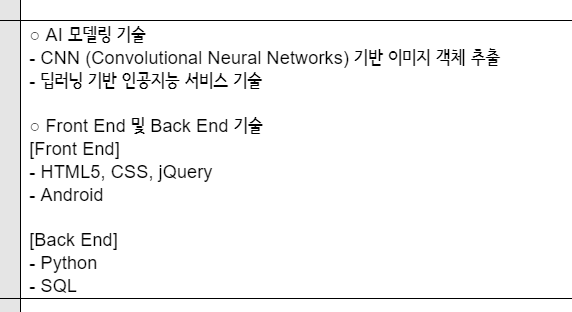 ○ AI 모델링 기술
- CNN (Convolutional Neural Networks) 기반 이미지 객체 추출
- 딥러닝 기반 인공지능 서비스 기술
○ Front End 및 Back End 기술
[Front End]
- HTML5, CSS, jQuery
- Android
[Back End]
- Python
- SQL